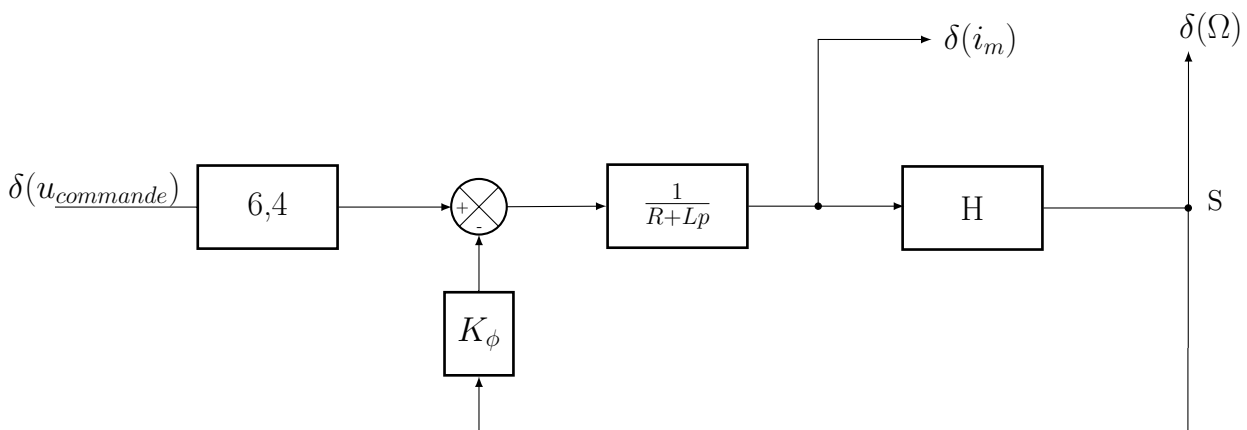 δ(i_m)
δ(Ω)
δ(u_commande)
6,4
+
-
1/(R+Lp)
H
S
K_ϕ